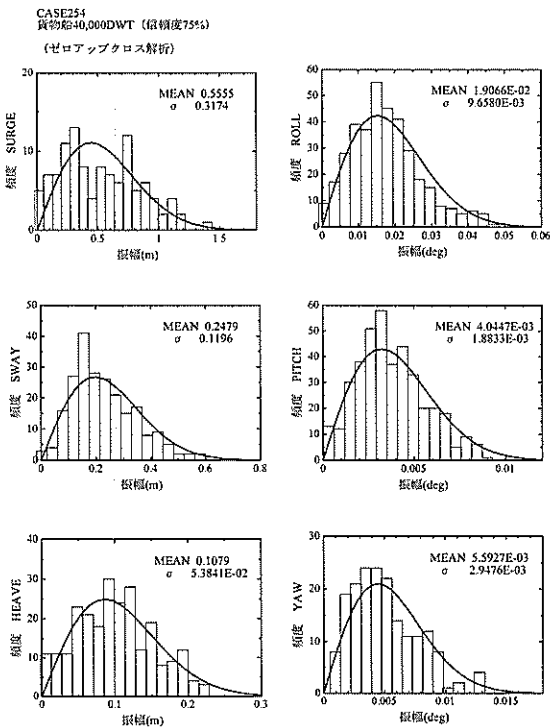 CASE254
貨物船40,000DWT（信頼度75%）
（ゼロアップクロス解析）
MEAN 0.5555
σ 0.3174
頻度 SURGE
20
10
0
0 0.5 1 1.5
振幅(m)
MEAN 1.9066E-02
σ 9.6580E-03
頻度 ROLL
60
50
40
30
20
10
0
0 0.01 0.02 0.03 0.04 0.05 0.06
振幅(deg)
MEAN 0.2479
σ 0.1196
頻度 SWAY
50
40
30
20
10
0
0 0.2 0.4 0.6 0.8
振幅(m)
MEAN 4.0447E-03
σ 1.8833E-03
頻度 PITCH
60
50
40
30
20
10
0
0 0.005 0.01
振幅(deg)
MEAN 0.1079
σ 5.3841E-02
頻度 HEAVE
40
30
20
10
0
0 0.1 0.2 0.3
振幅(m)
MEAN 5.5927E-03
σ 2.9476E-03
頻度 YAW
30
20
10
0
0 0.005 0.01 0.015
振幅(deg)